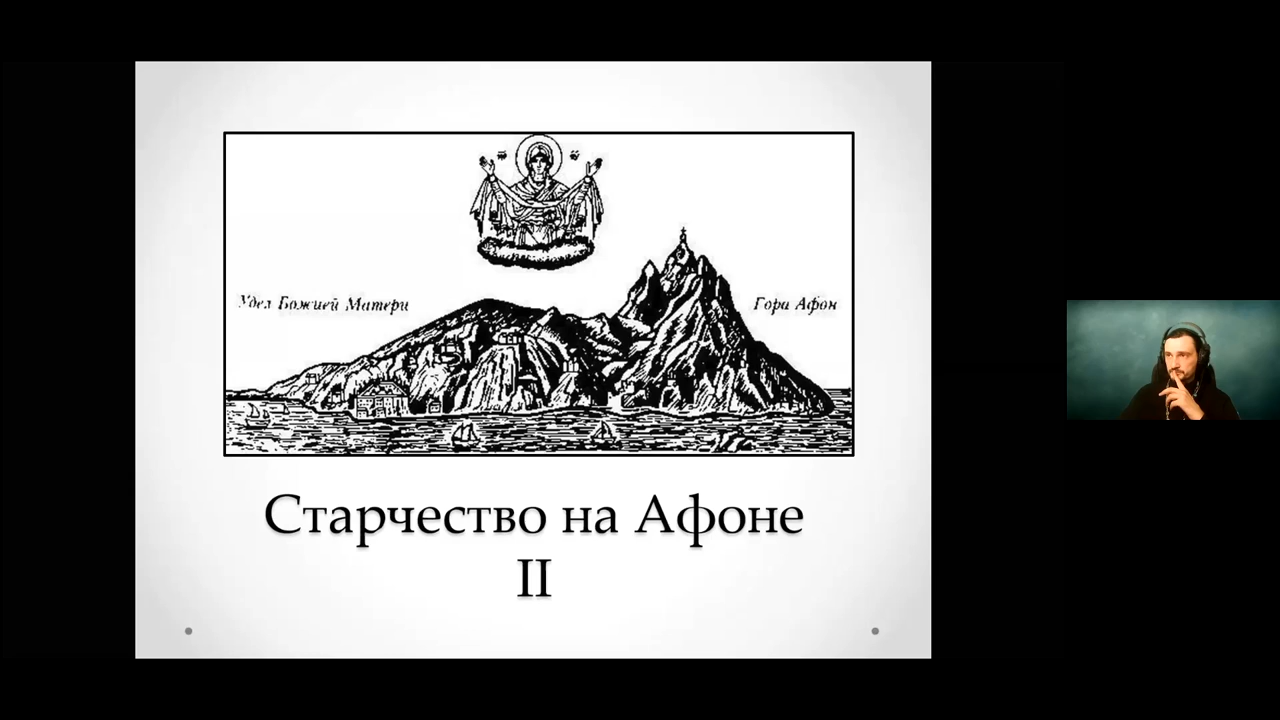 Удел Божией Матери
Гора Афон
Старчество на Афоне
II